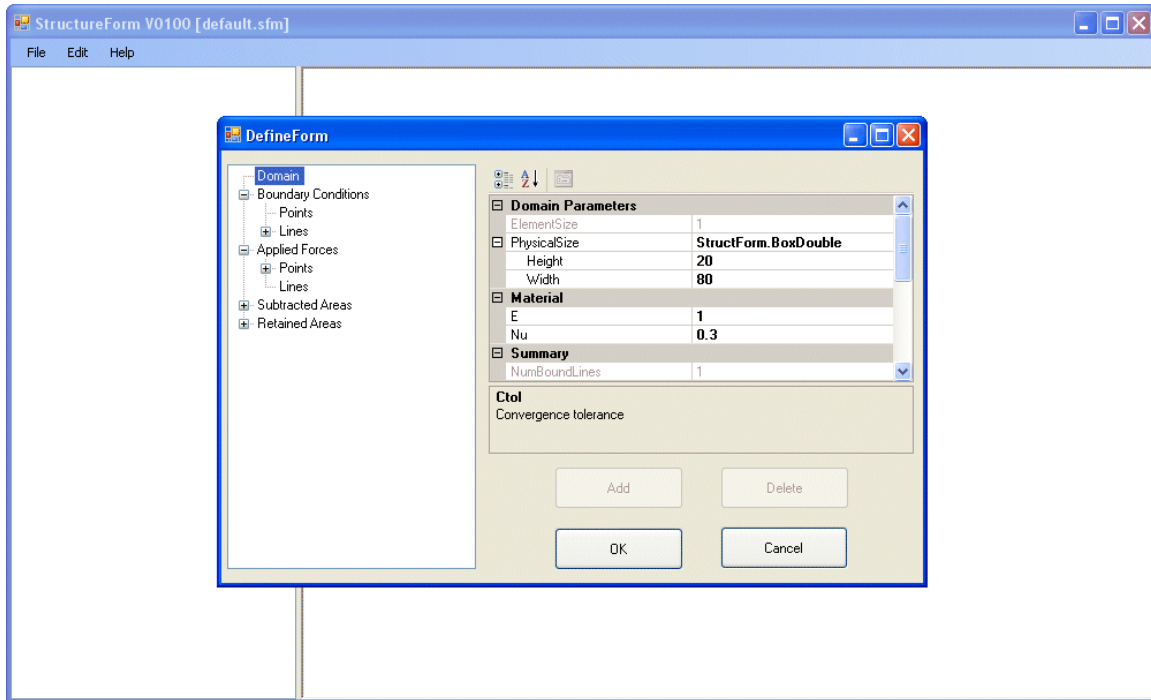 StructureForm V0100 [default.sfm]
File Edit Help
DefineForm
Domain
Boundary Conditions
Points
Lines
Applied Forces
Points
Lines
Subtracted Areas
Retained Areas
Domain Parameters
ElementSize 1
PhysicalSize StructForm.BoxDouble
Height 20
Width 80
Material
E 1
Nu 0.3
Summary
NumBoundLines 1
Ctol
Convergence tolerance
Add Delete
OK Cancel